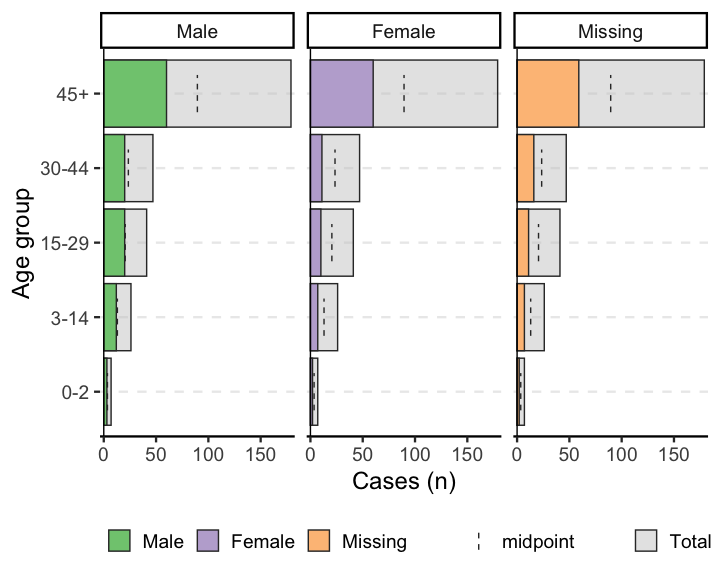 Male Female Missing
Age group
45+
30-44
15-29
3-14
0-2
0 50 100 150 0 50 100 150 0 50 100 150
Cases (n)
Male Female Missing midpoint Total